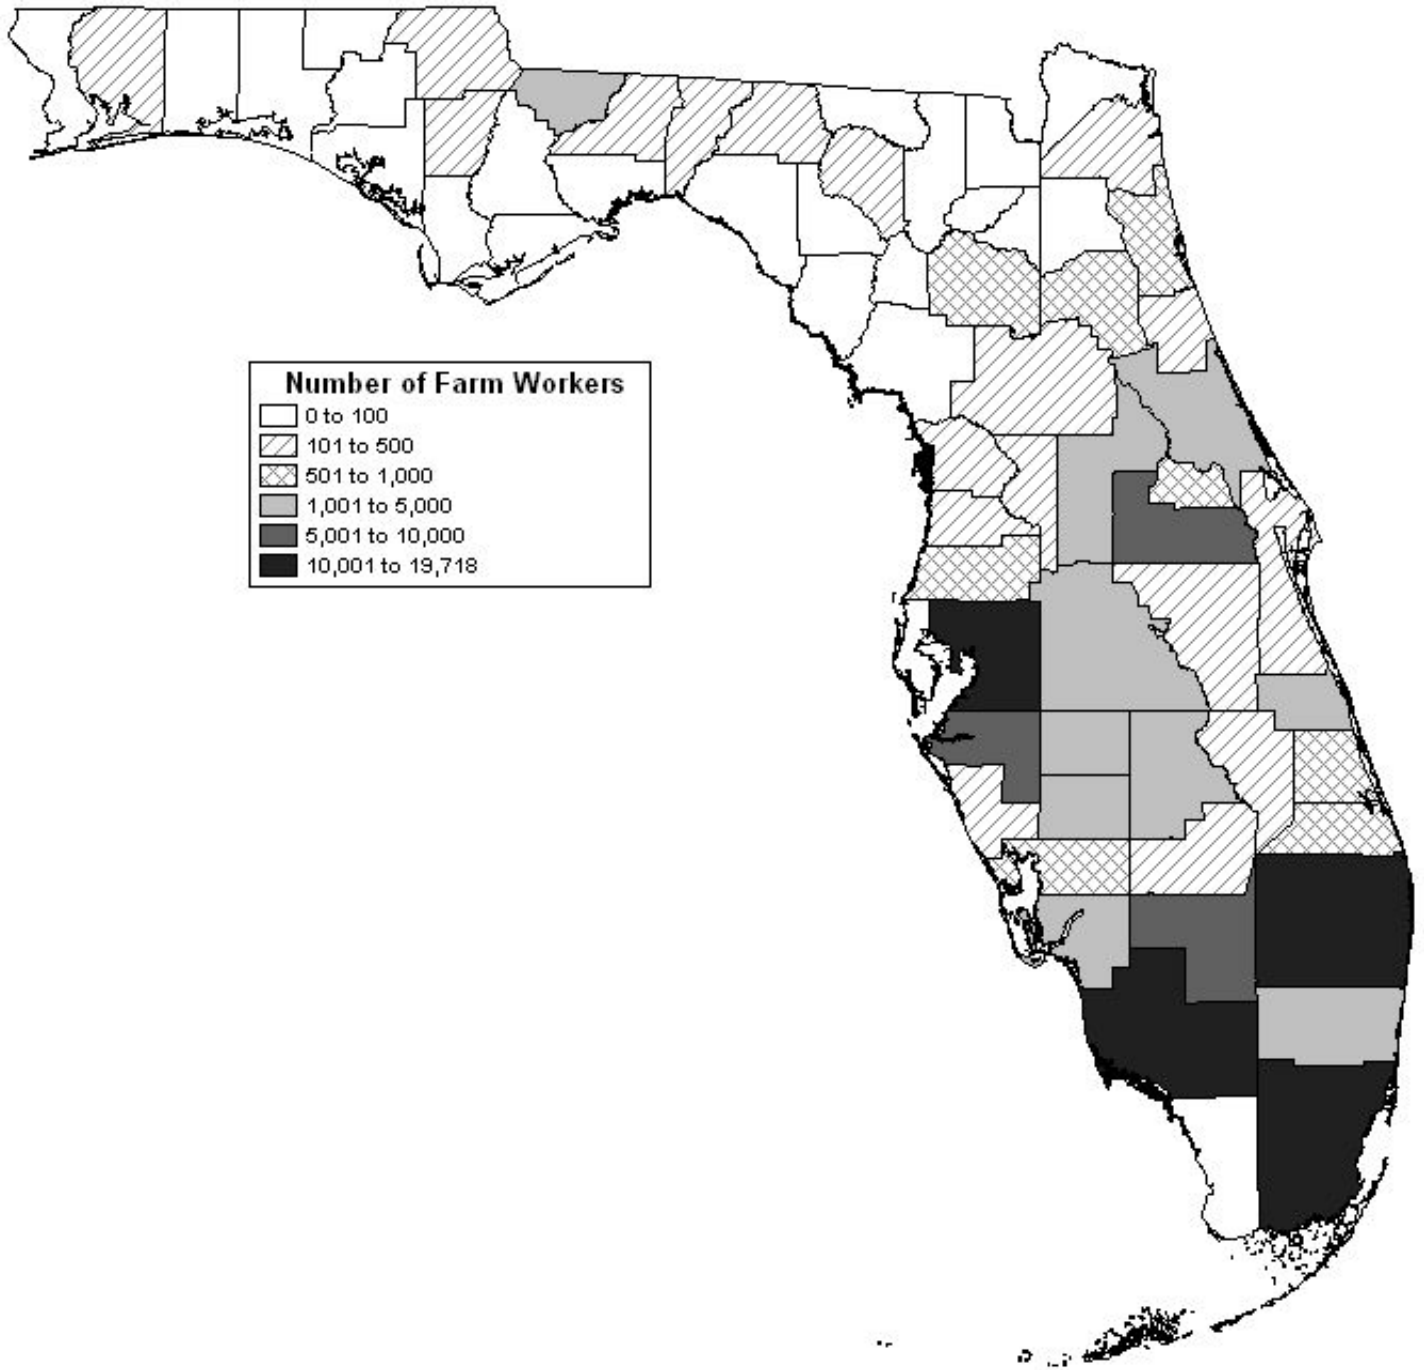 Number of Farm Workers
0 to 100
101 to 500
501 to 1,000
1,001 to 5,000
5,001 to 10,000
10,001 to 19,718